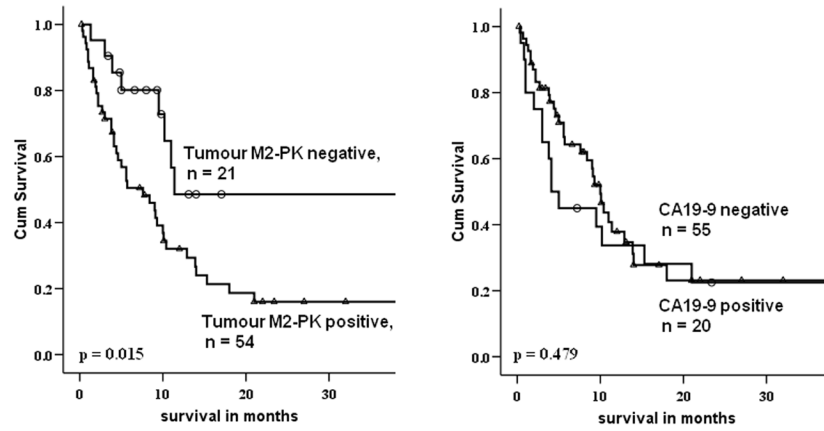 1.0
0.8
0.6
0.4
0.2
0.0
Cum Survival
Tumour M2-PK negative,
n = 21
Tumour M2-PK positive,
n = 54
p = 0.015
0 10 20 30
survival in months
1.0
0.8
0.6
0.4
0.2
0.0
Cum Survival
CA19-9 negative
n = 55
CA19-9 positive
n = 20
p = 0.479
0 10 20 30
survival in months